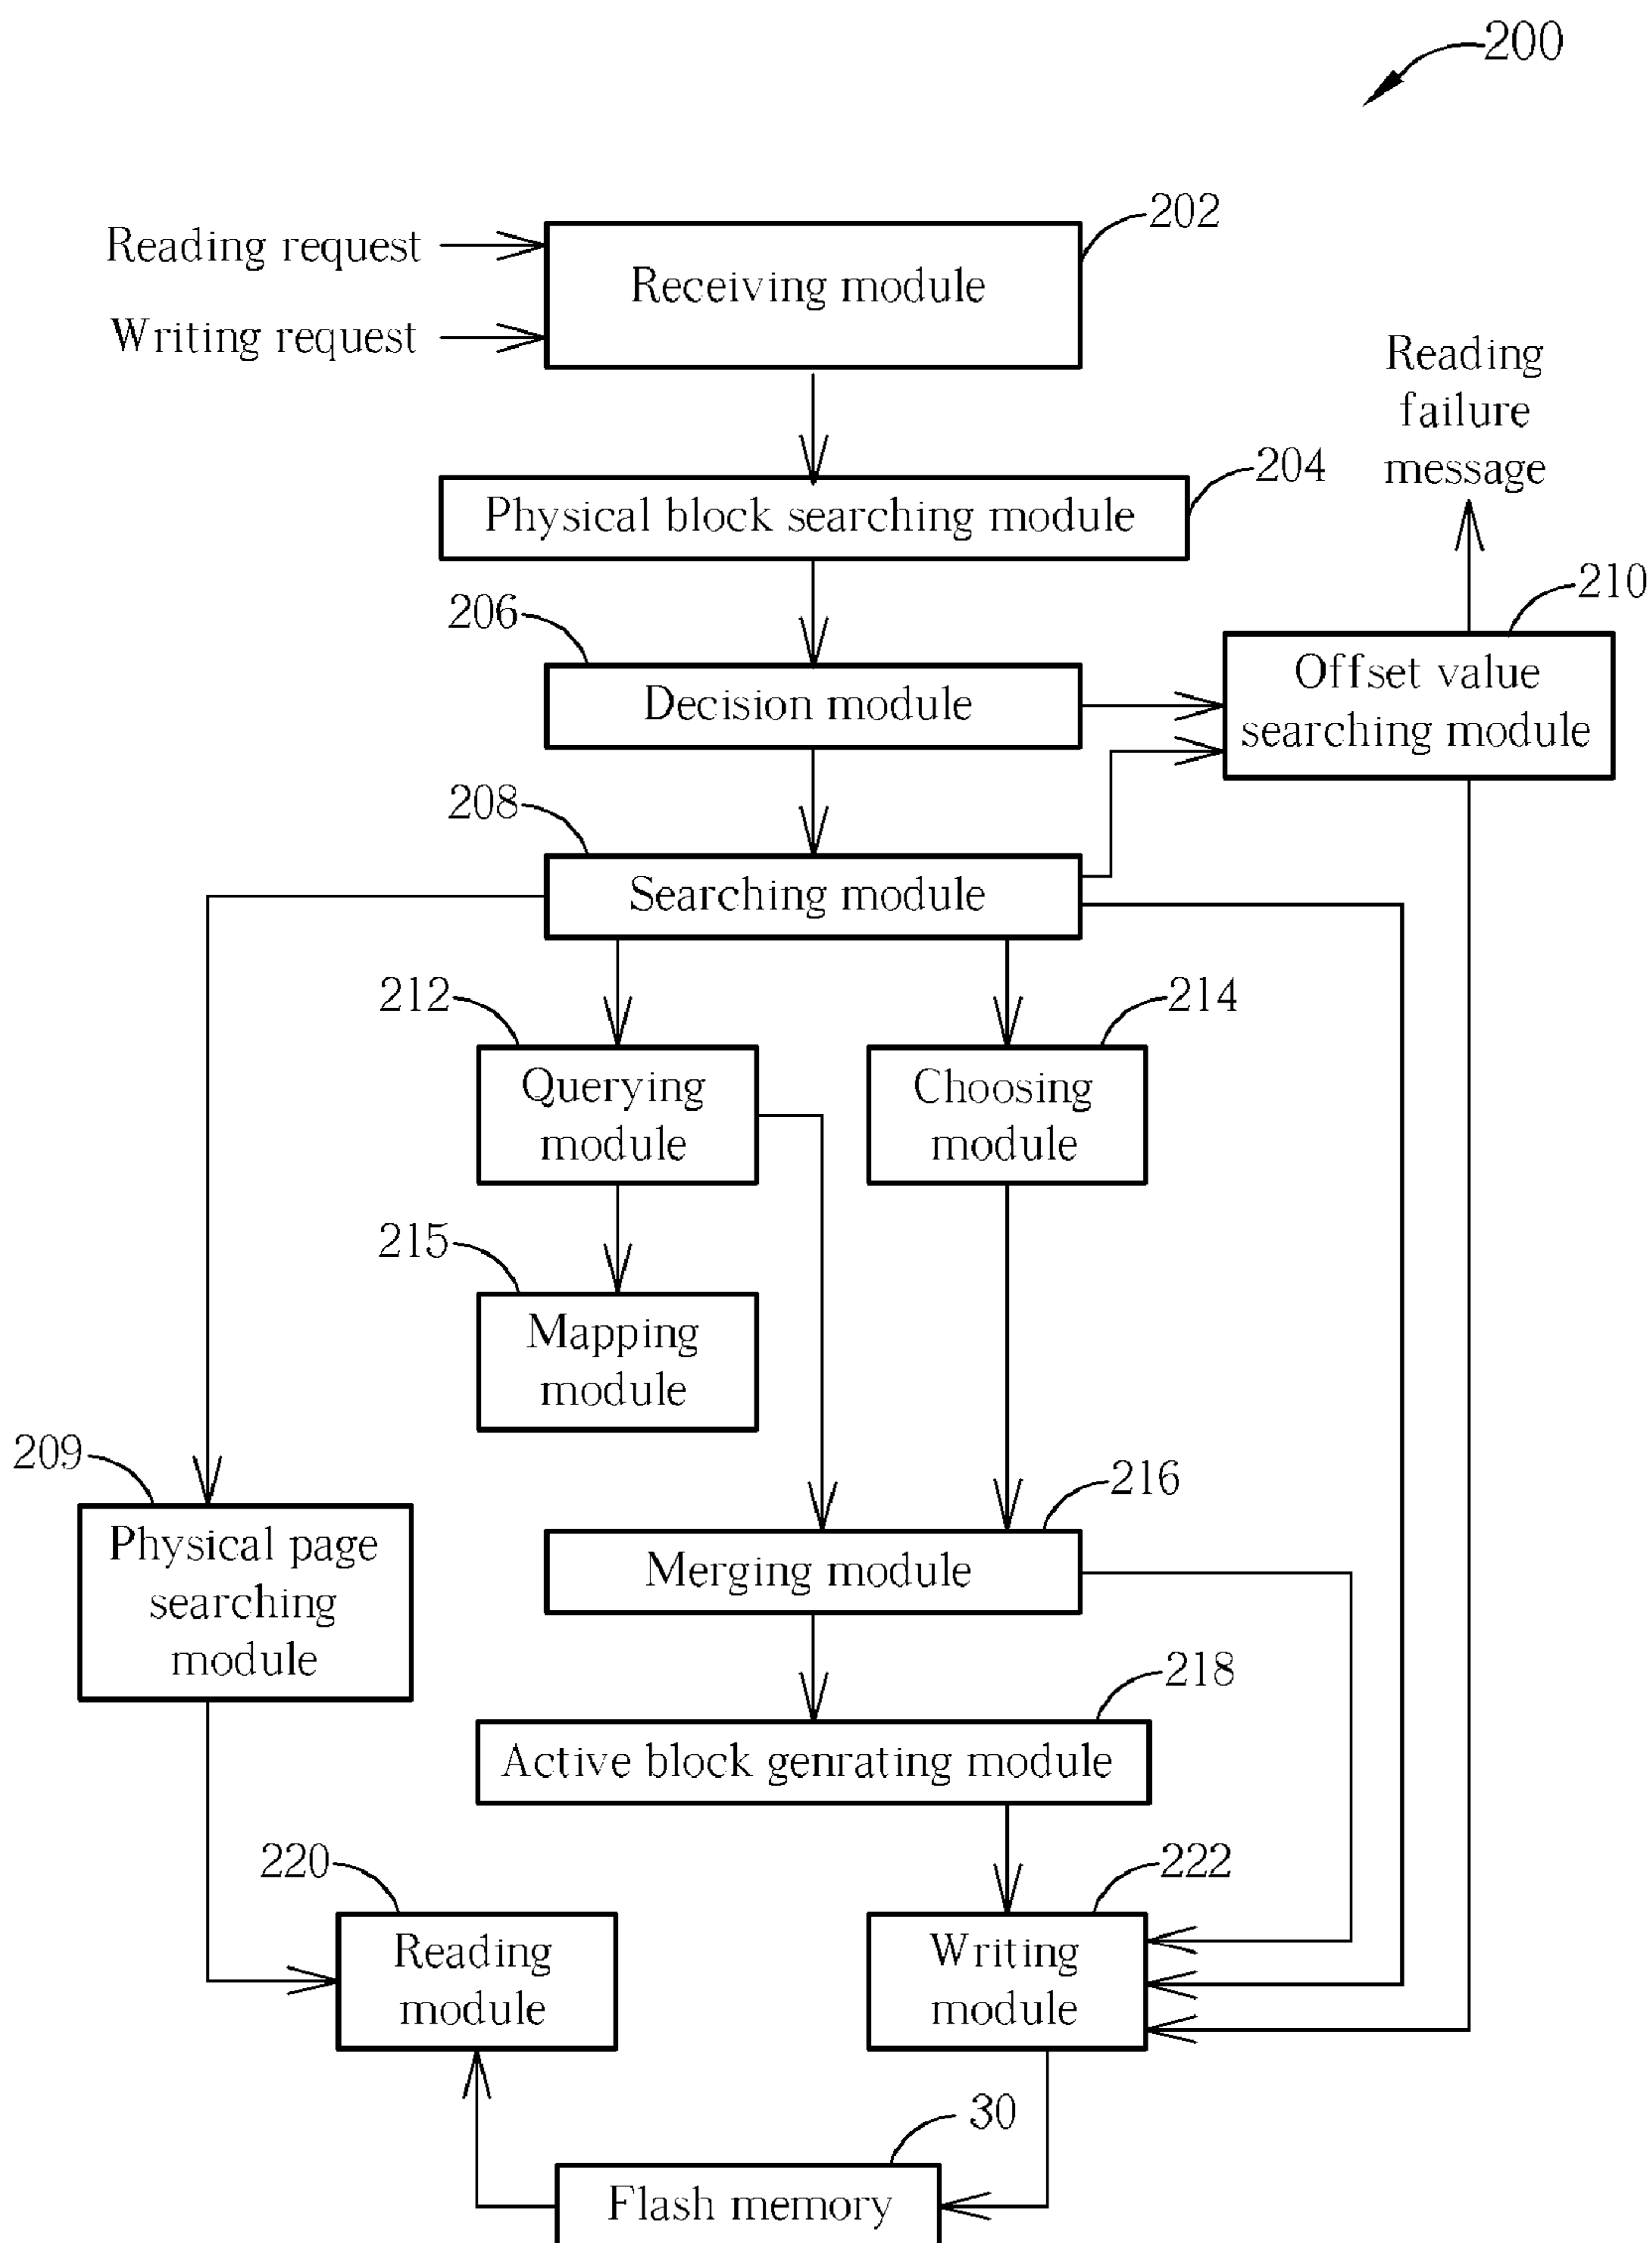 200
202
Reading request
Receiving module
Writing request
Reading
failure
message
204
Physical block searching module
210
206
Offset value
searching module
Decision module
208
Searching module
212
214
Querying
module
Choosing
module
215
Mapping
module
209
216
Physical page
searching
module
Merging module
218
Active block genrating module
220
222
Reading
module
Writing
module
30
Flash memory